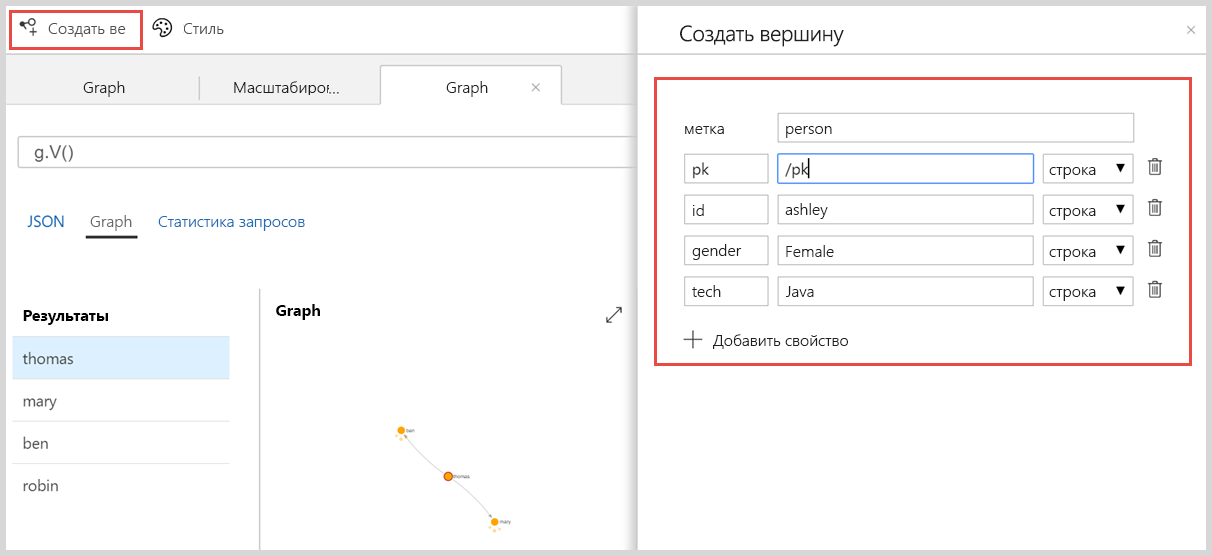 Создать ве
Стиль
Graph
Масштабирог...
Graph
g.V()
JSON
Graph
Статистика запросов
Результаты
thomas
mary
ben
robin
Graph
ben
thomas
mary
Создать вершину
метка person
pk /pk строка
id ashley строка
gender Female строка
tech Java строка
Добавить свойство